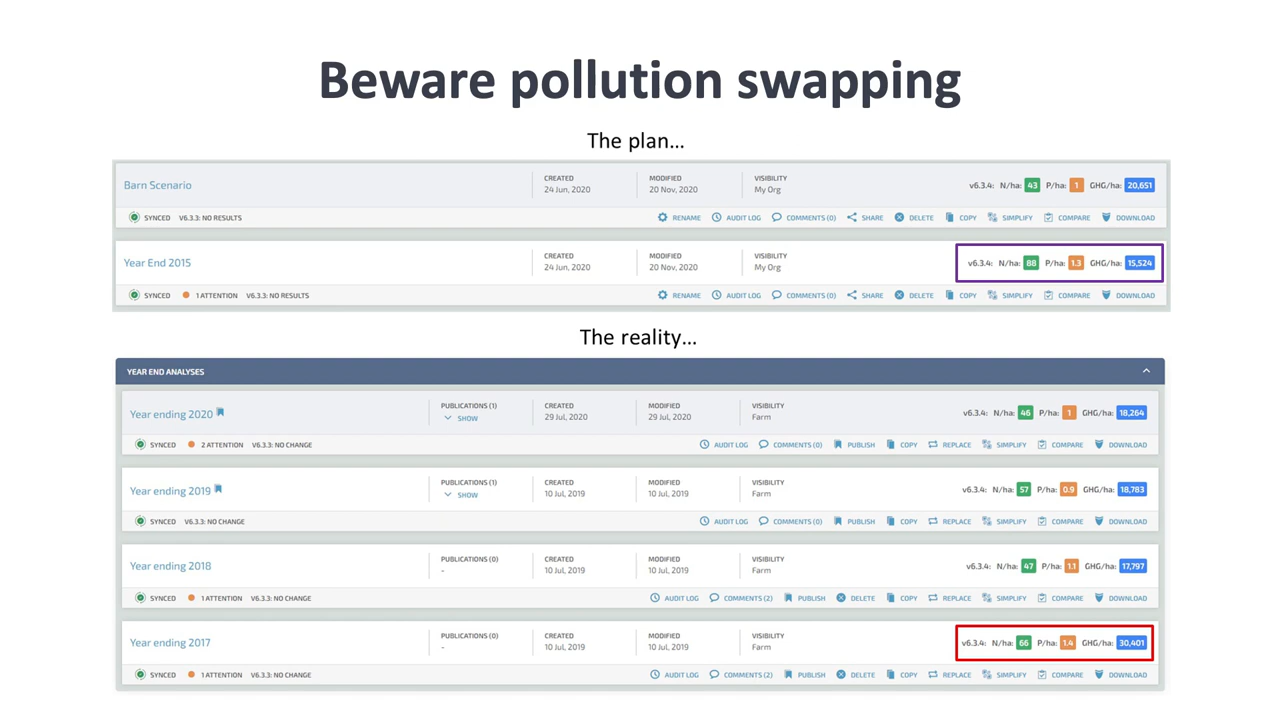 Beware pollution swapping
The plan...
Barn Scenario CREATED 24 Jun, 2020 MODIFIED 20 Nov, 2020 VISIBILITY My Org v6.3.4: N/ha: 43 P/ha: 1 GHG/ha: 20,651
SYNCED V6.3.3: NO RESULTS RENAME AUDIT LOG COMMENTS (0) SHARE DELETE COPY SIMPLIFY COMPARE DOWNLOAD
Year End 2015 CREATED 24 Jun, 2020 MODIFIED 20 Nov, 2020 VISIBILITY My Org v6.3.4: N/ha: 88 P/ha: 1.3 GHG/ha: 15,524
SYNCED 1 ATTENTION V6.3.3: NO RESULTS RENAME AUDIT LOG COMMENTS (0) SHARE DELETE COPY SIMPLIFY COMPARE DOWNLOAD
The reality...
YEAR END ANALYSES
Year ending 2020 PUBLICATIONS (1) SHOW CREATED 29 Jul, 2020 MODIFIED 29 Jul, 2020 VISIBILITY Farm v6.3.4: N/ha: 46 P/ha: 1 GHG/ha: 18,264
SYNCED 2 ATTENTION V6.3.3: NO CHANGE AUDIT LOG COMMENTS (0) PUBLISH COPY REPLACE SIMPLIFY COMPARE DOWNLOAD
Year ending 2019 PUBLICATIONS (1) SHOW CREATED 10 Jul, 2019 MODIFIED 10 Jul, 2019 VISIBILITY Farm v6.3.4: N/ha: 57 P/ha: 0.9 GHG/ha: 18,783
SYNCED V6.3.3: NO CHANGE AUDIT LOG COMMENTS (0) PUBLISH COPY REPLACE SIMPLIFY COMPARE DOWNLOAD
Year ending 2018 PUBLICATIONS (0) - CREATED 10 Jul, 2019 MODIFIED 10 Jul, 2019 VISIBILITY Farm v6.3.4: N/ha: 47 P/ha: 1.1 GHG/ha: 17,797
SYNCED 1 ATTENTION V6.3.3: NO CHANGE AUDIT LOG COMMENTS (2) PUBLISH DELETE COPY REPLACE SIMPLIFY COMPARE DOWNLOAD
Year ending 2017 PUBLICATIONS (0) - CREATED 10 Jul, 2019 MODIFIED 10 Jul, 2019 VISIBILITY Farm v6.3.4: N/ha: 66 P/ha: 1.4 GHG/ha: 30,401
SYNCED 1 ATTENTION V6.3.3: NO CHANGE AUDIT LOG COMMENTS (2) PUBLISH DELETE COPY REPLACE SIMPLIFY COMPARE DOWNLOAD